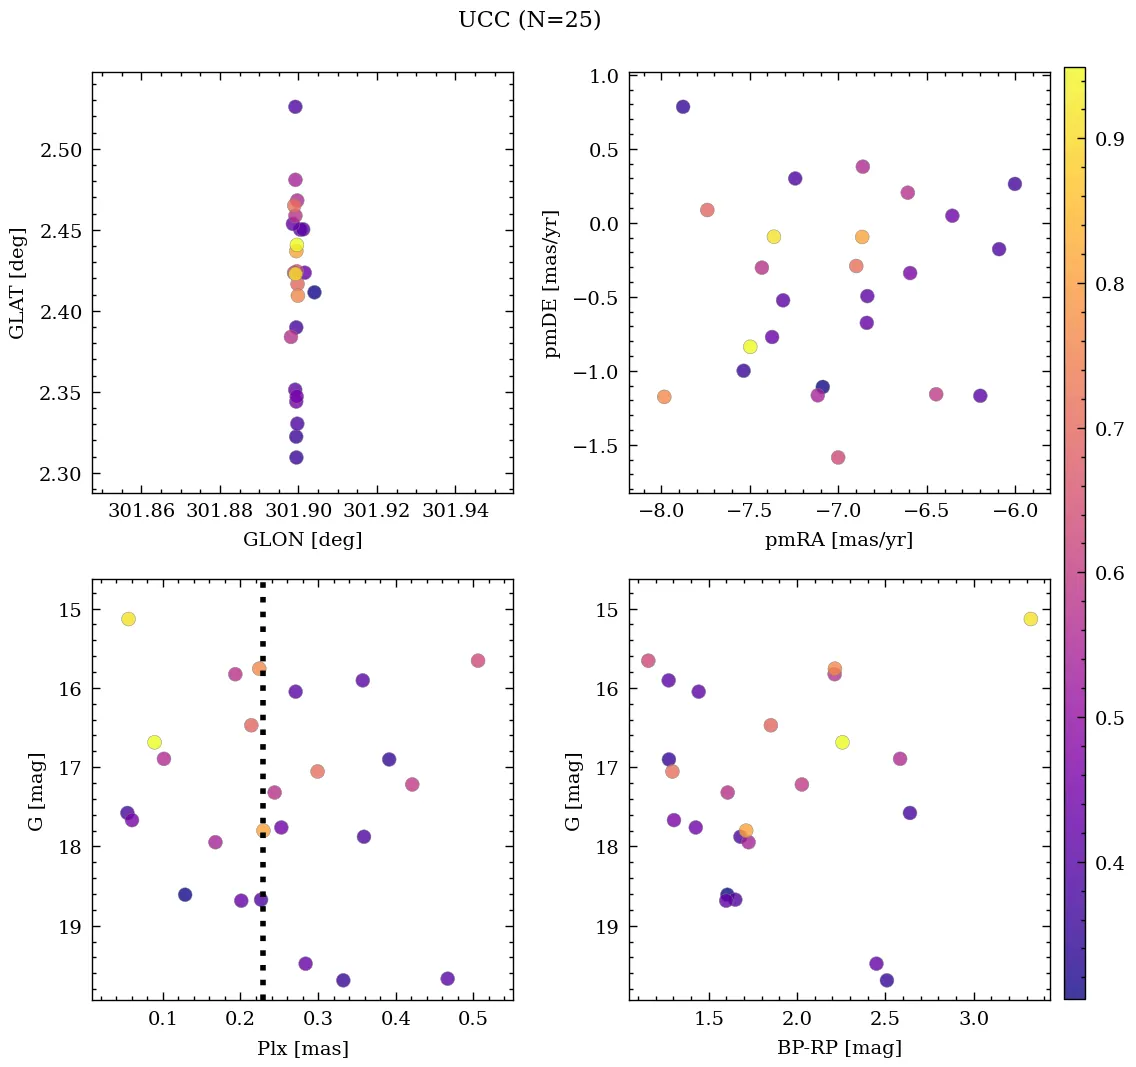 UCC (N=25)
2.50
2.45
2.40
2.35
2.30
GLAT [deg]
301.86 301.88 301.90 301.92 301.94
GLON [deg]
1.0
0.5
0.0
−0.5
−1.0
−1.5
pmDE [mas/yr]
−8.0 −7.5 −7.0 −6.5 −6.0
pmRA [mas/yr]
15
16
17
18
19
G [mag]
0.1 0.2 0.3 0.4 0.5
Plx [mas]
15
16
17
18
19
G [mag]
1.5 2.0 2.5 3.0
BP-RP [mag]
0.9
0.8
0.7
0.6
0.5
0.4